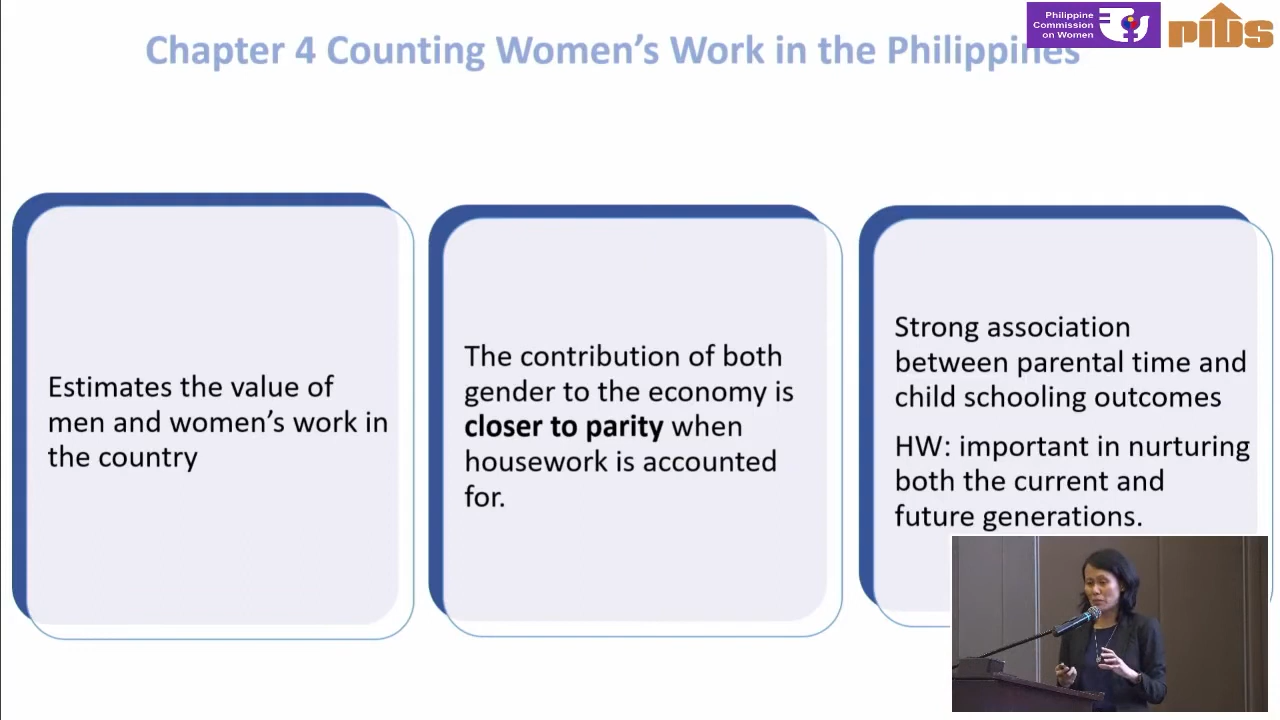 Philippine
Commission
on Women
PIDS
Chapter 4 Counting Women's Work in the Philippines
Estimates the value of
men and women's work in
the country
The contribution of both
gender to the economy is
closer to parity when
housework is accounted
for.
Strong association
between parental time and
child schooling outcomes
HW: important in nurturing
both the current and
future generations.